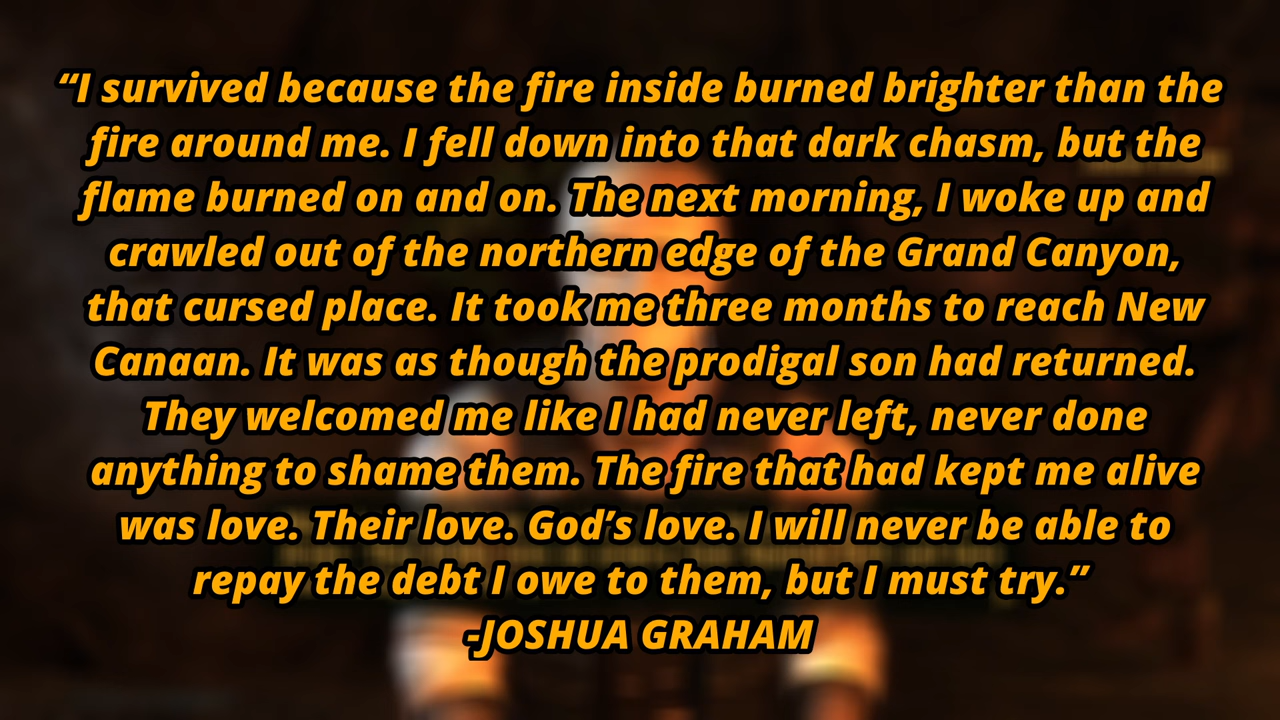 “I survived because the fire inside burned brighter than the
fire around me. I fell down into that dark chasm, but the
flame burned on and on. The next morning, I woke up and
crawled out of the northern edge of the Grand Canyon,
that cursed place. It took me three months to reach New
Canaan. It was as though the prodigal son had returned.
They welcomed me like I had never left, never done
anything to shame them. The fire that had kept me alive
was love. Their love. God’s love. I will never be able to
repay the debt I owe to them, but I must try.”
-JOSHUA GRAHAM